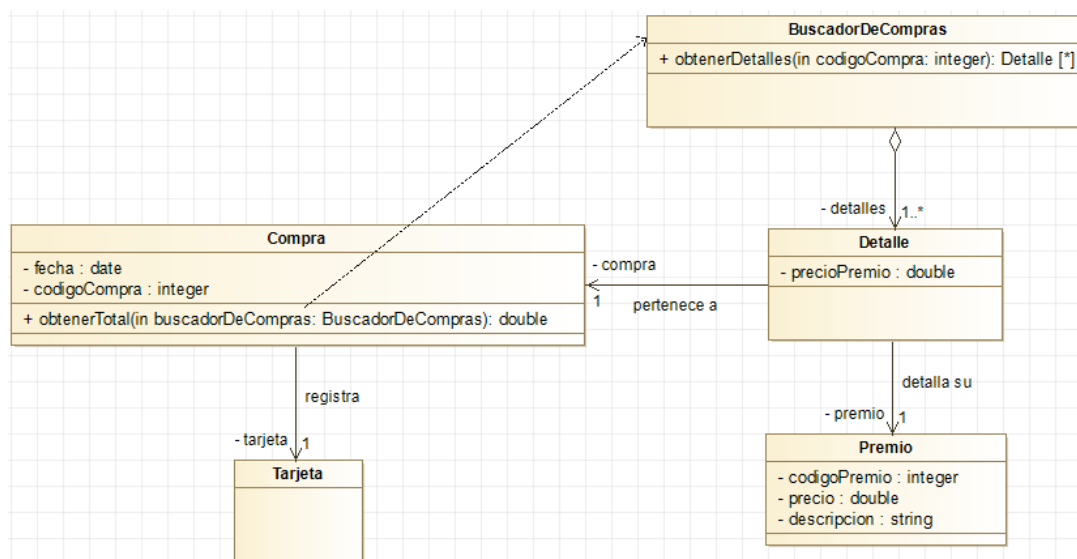 BuscadorDeCompras
+ obtenerDetalles(in codigoCompra: integer): Detalle [*]
- detalles
1..*
Compra
- fecha : date
- codigoCompra : integer
+ obtenerTotal(in buscadorDeCompras: BuscadorDeCompras): double
- compra
1
pertenece a
Detalle
- precioPremio : double
registra
- tarjeta
1
Tarjeta
detalla su
- premio
1
Premio
- codigoPremio : integer
- precio : double
- descripcion : string